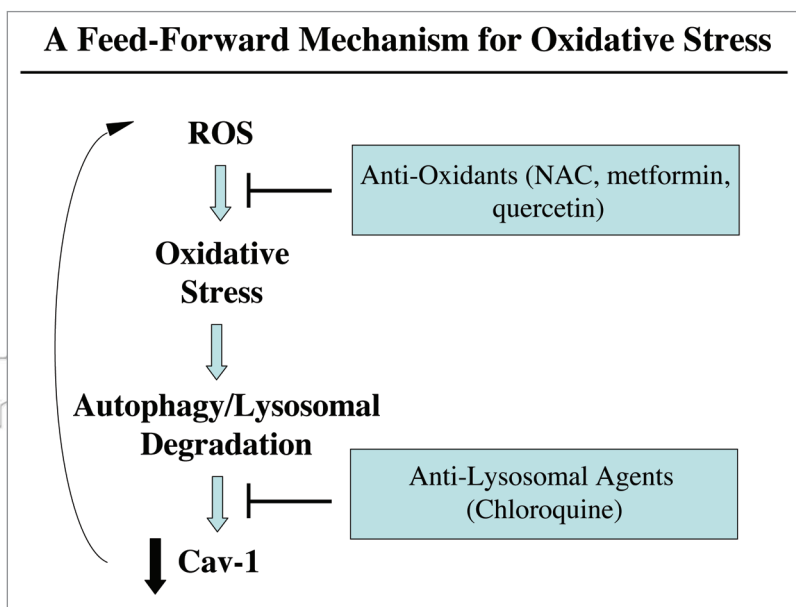 A Feed-Forward Mechanism for Oxidative Stress
ROS
Anti-Oxidants (NAC, metformin,
quercetin)
Oxidative
Stress
Autophagy/Lysosomal
Degradation
Anti-Lysosomal Agents
(Chloroquine)
Cav-1